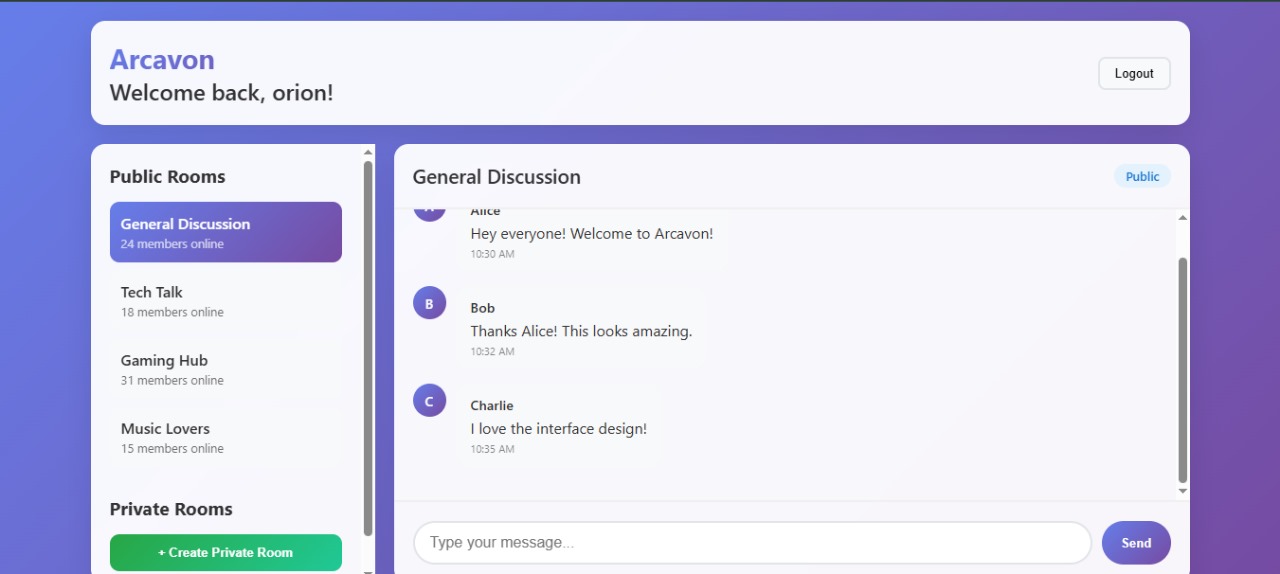 Arcavon
Welcome back, orion!
Logout
Public Rooms
General Discussion
24 members online
Tech Talk
18 members online
Gaming Hub
31 members online
Music Lovers
15 members online
Private Rooms
+ Create Private Room
General Discussion
Public
Alice
Hey everyone! Welcome to Arcavon!
10:30 AM
B
Bob
Thanks Alice! This looks amazing.
10:32 AM
C
Charlie
I love the interface design!
10:35 AM
Type your message...
Send